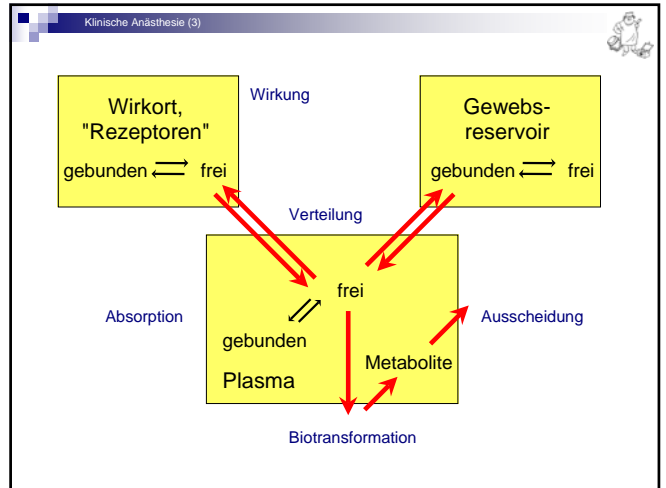 Klinische Anästhesie (3)
Wirkort,
"Rezeptoren"
gebunden frei
Wirkung
Gewebs-
reservoir
gebunden frei
Verteilung
frei
Absorption
gebunden
Ausscheidung
Metabolite
Plasma
Biotransformation